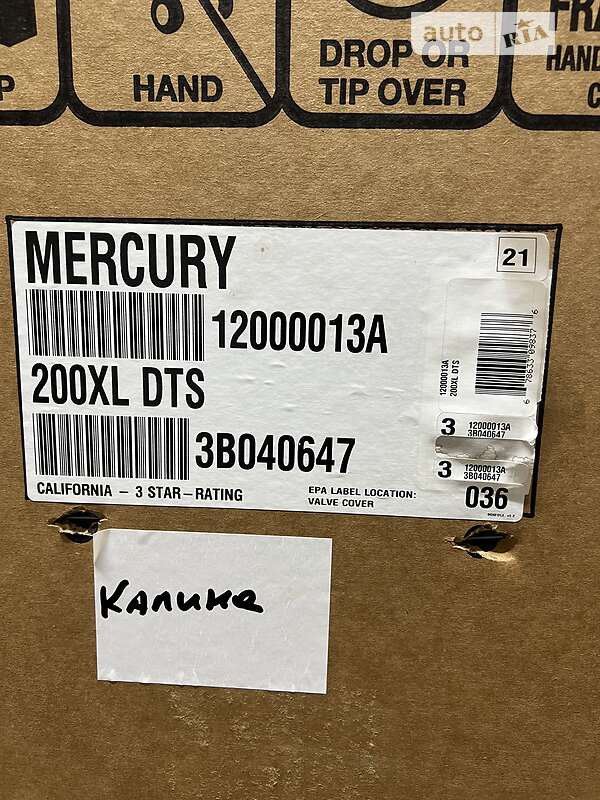 auto RIA
P
HAND
DROP OR
TIP OVER
HAND
C
MERCURY
21
12000013A
200XL DTS
3B040647
CALIFORNIA – 3 STAR – RATING
EPA LABEL LOCATION:
VALVE COVER
036
12000013A
200XL DTS
3 12000013A
3B040647
3 12000013A
3B040647
Калина